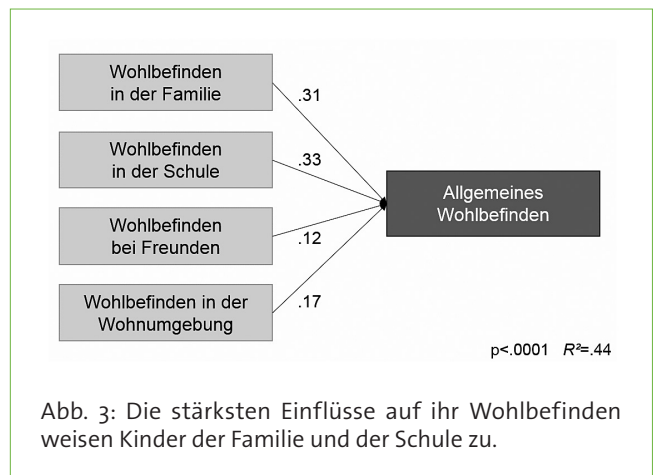 Wohlbefinden
in der Familie
.31
Wohlbefinden
in der Schule
.33
Allgemeines
Wohlbefinden
Wohlbefinden
bei Freunden
.12
Wohlbefinden in der
Wohnumgebung
.17
p<.0001 R²=.44
Abb. 3: Die stärksten Einflüsse auf ihr Wohlbefinden
weisen Kinder der Familie und der Schule zu.